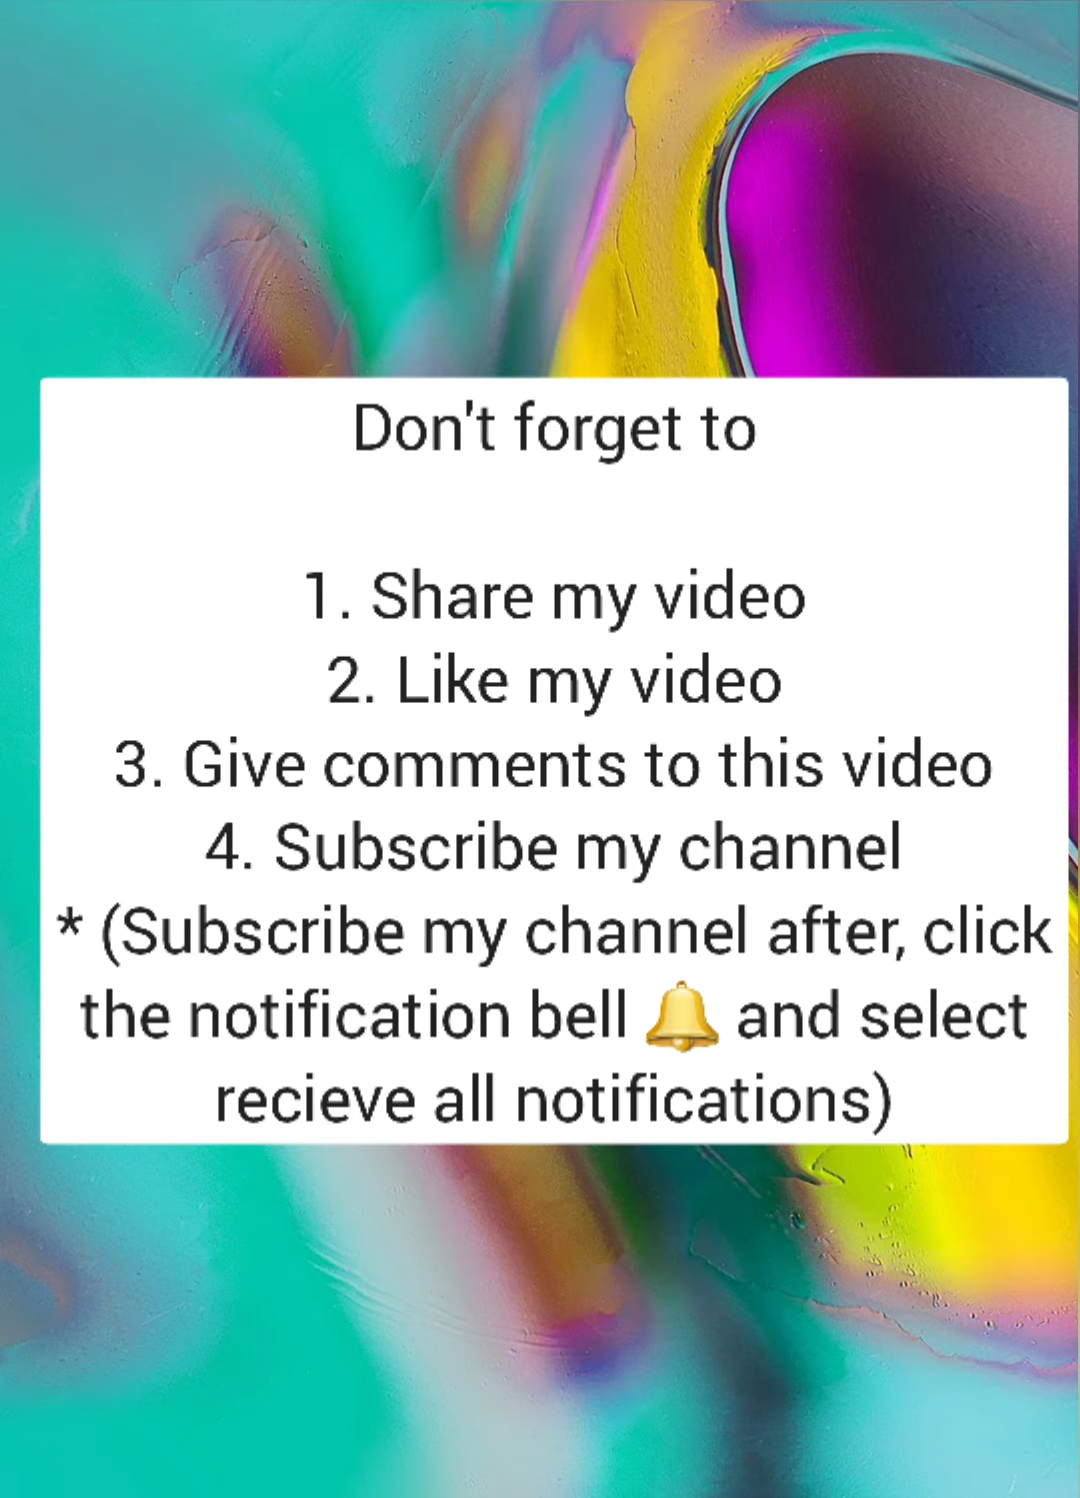 Don't forget to
1. Share my video
2. Like my video
3. Give comments to this video
4. Subscribe my channel
* (Subscribe my channel after, click
the notification bell 🔔 and select
recieve all notifications)